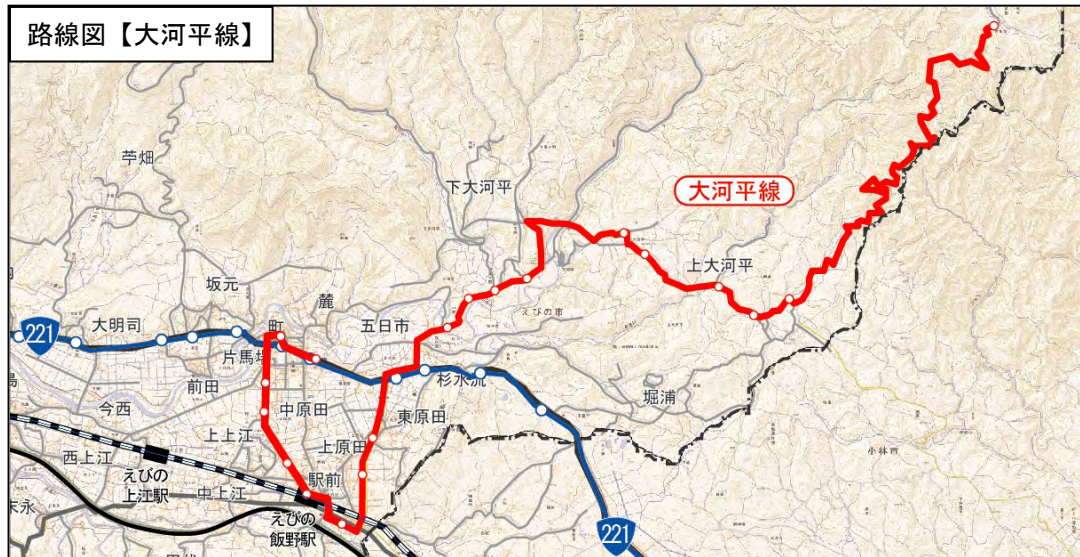 路線図【大河平線】
苧畑
下大河平
大河平線
上大河平
坂元
麓
大明司
町
五日市
えびの市
221
片馬場
杉水流
前田
堀浦
今西
中原田
東原田
上上江
上原田
小林市
西上江
駅前
えびの
上江駅
中上江
末永
えびの
飯野駅
221